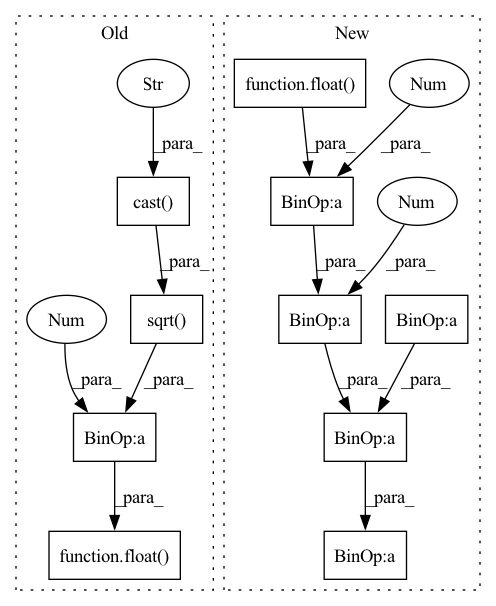 Old
New
Str
function.float()
Num
_para_
_para_
_para_
cast()
BinOp:a
Num
_para_
_para_
_para_
Num
sqrt()
BinOp:a
BinOp:a
_para_
_para_
_para_
_para_
BinOp:a
BinOp:a
_para_
_para_
function.float()
BinOp:a